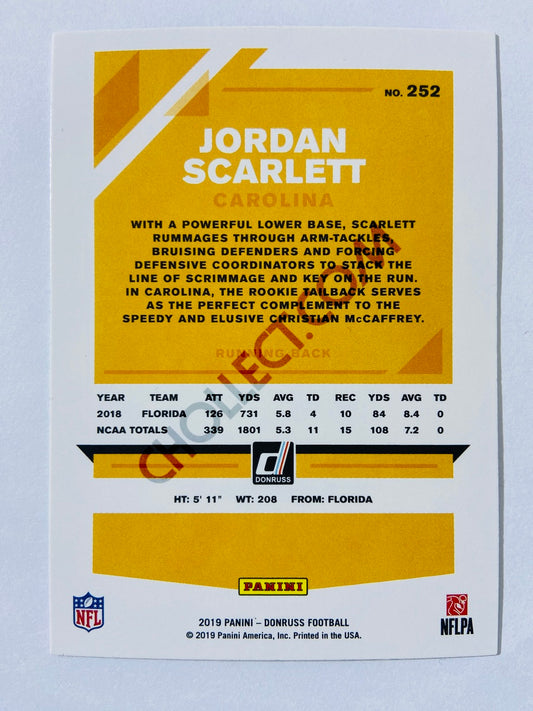 NO. 252
JORDAN
SCARLETT
CAROLINA
WITH A POWERFUL LOWER BASE, SCARLETT
RUMMAGES THROUGH ARM-TACKLES,
BRUISING DEFENDERS AND FORCING
DEFENSIVE COORDINATORS TO STACK THE
LINE OF SCRIMMAGE AND KEY ON THE RUN.
IN CAROLINA, THE ROOKIE TAILBACK SERVES
AS THE PERFECT COMPLEMENT TO THE
SPEEDY AND ELUSIVE CHRISTIAN McCAFFREY.
RUNNING BACK
CHOLLECT.COM
YEAR TEAM ATT YDS AVG TD REC YDS AVG TD
2018 FLORIDA 126 731 5.8 4 10 84 8.4 0
NCAA TOTALS 339 1801 5.3 11 15 108 7.2 0
d
DONRUSS
HT: 5' 11" WT: 208 FROM: FLORIDA
PANINI
NFL
2019 PANINI – DONRUSS FOOTBALL
© 2019 Panini America, Inc. Printed in the USA.
NFLPA